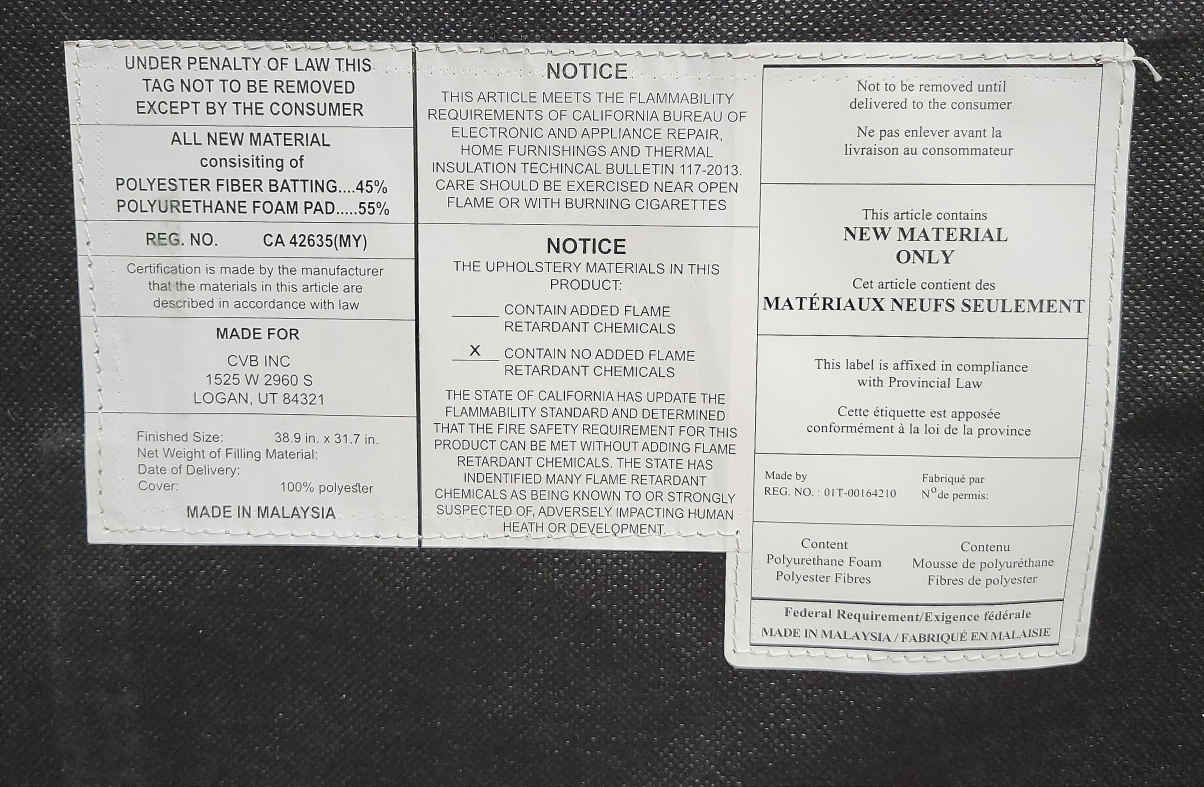 UNDER PENALTY OF LAW THIS
TAG NOT TO BE REMOVED
EXCEPT BY THE CONSUMER
ALL NEW MATERIAL
consisiting of
POLYESTER FIBER BATTING....45%
POLYURETHANE FOAM PAD.....55%
REG. NO. CA 42635(MY)
Certification is made by the manufacturer
that the materials in this article are
described in accordance with law
MADE FOR
CVB INC
1525 W 2960 S
LOGAN, UT 84321
Finished Size: 38.9 in. x 31.7 in.
Net Weight of Filling Material:
Date of Delivery:
Cover: 100% polyester
MADE IN MALAYSIA
NOTICE
THIS ARTICLE MEETS THE FLAMMABILITY
REQUIREMENTS OF CALIFORNIA BUREAU OF
ELECTRONIC AND APPLIANCE REPAIR,
HOME FURNISHINGS AND THERMAL
INSULATION TECHINCAL BULLETIN 117-2013.
CARE SHOULD BE EXERCISED NEAR OPEN
FLAME OR WITH BURNING CIGARETTES
NOTICE
THE UPHOLSTERY MATERIALS IN THIS
PRODUCT:
_____ CONTAIN ADDED FLAME
RETARDANT CHEMICALS
__X__ CONTAIN NO ADDED FLAME
RETARDANT CHEMICALS
THE STATE OF CALIFORNIA HAS UPDATE THE
FLAMMABILITY STANDARD AND DETERMINED
THAT THE FIRE SAFETY REQUIREMENT FOR THIS
PRODUCT CAN BE MET WITHOUT ADDING FLAME
RETARDANT CHEMICALS. THE STATE HAS
INDENTIFIED MANY FLAME RETARDANT
CHEMICALS AS BEING KNOWN TO OR STRONGLY
SUSPECTED OF, ADVERSELY IMPACTING HUMAN
HEATH OR DEVELOPMENT.
Not to be removed until
delivered to the consumer
Ne pas enlever avant la
livraison au consommateur
This article contains
NEW MATERIAL
ONLY
Cet article contient des
MATÉRIAUX NEUFS SEULEMENT
This label is affixed in compliance
with Provincial Law
Cette étiquette est apposée
conformément à la loi de la province
Made by Fabriqué par
REG. NO. : 01T-00164210 Nº de permis:
Content Contenu
Polyurethane Foam Mousse de polyuréthane
Polyester Fibres Fibres de polyester
Federal Requirement/Exigence fédérale
MADE IN MALAYSIA / FABRIQUÉ EN MALAISIE